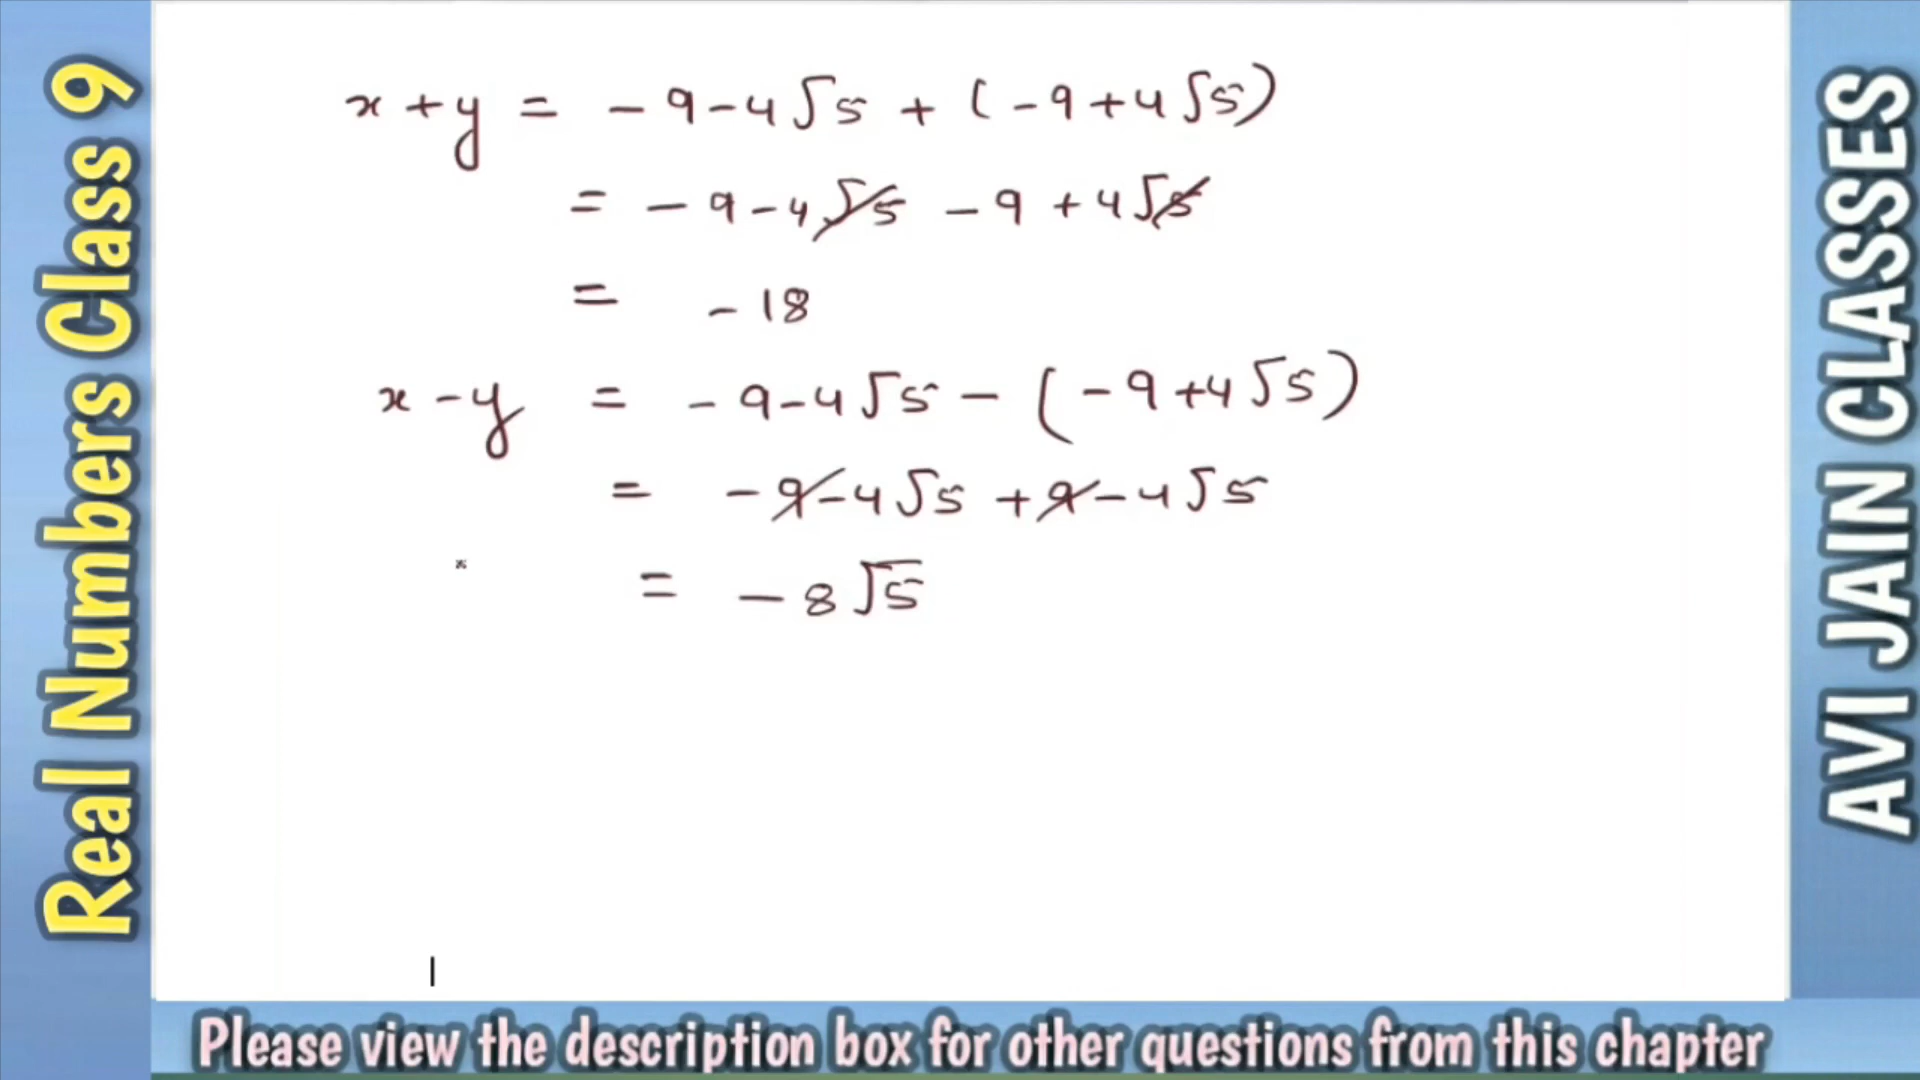 Real Numbers Class 9
x + y = - 9 - 4√5 + (- 9 + 4√5)
= - 9 - 4√5 - 9 + 4√5
= - 18
x - y = - 9 - 4√5 - (- 9 + 4√5)
= - 9 - 4√5 + 9 - 4√5
= - 8√5
AVI JAIN CLASSES
Please view the description box for other questions from this chapter